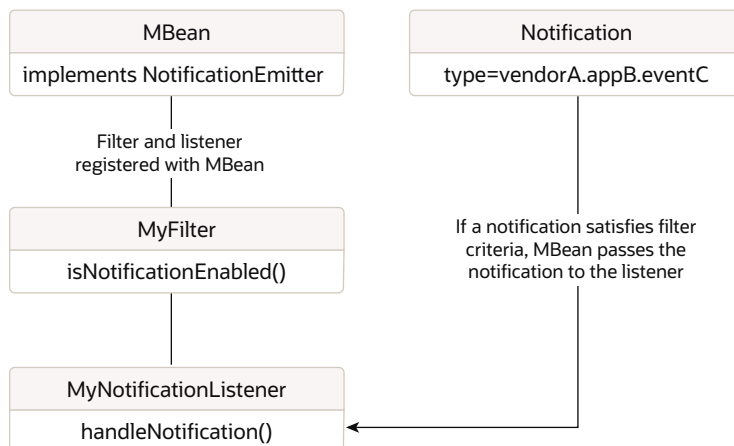 MBean
implements NotificationEmitter
Filter and listener
registered with MBean
MyFilter
isNotificationEnabled()
MyNotificationListener
handleNotification()
Notification
type=vendorA.appB.eventC
If a notification satisfies filter
criteria, MBean passes the
notification to the listener